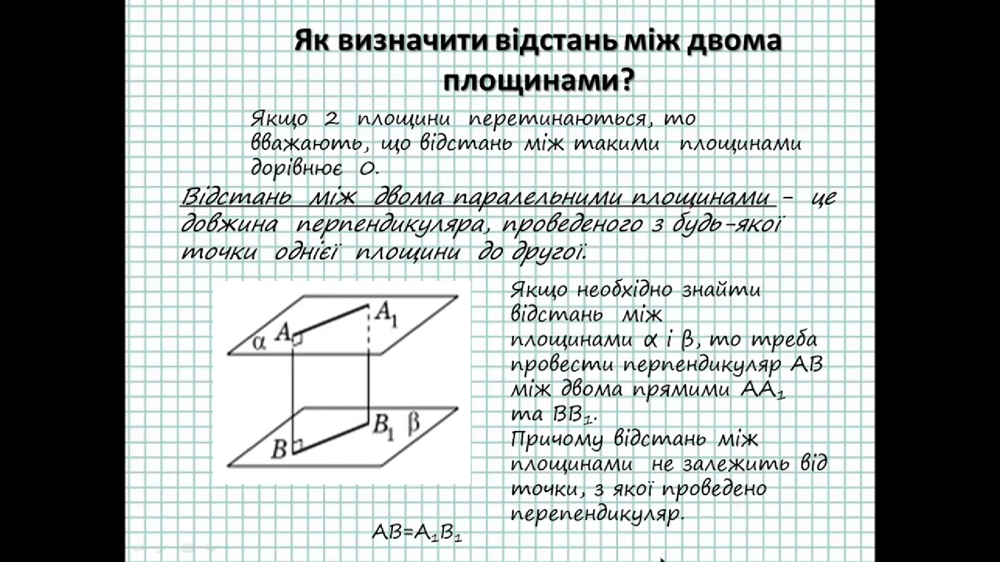 Як визначити відстань між двома
площинами?
Якщо 2 площини перетинаються, то
вважають, що відстань між такими площинами
дорівнює 0.
Відстань між двома паралельними площинами - це
довжина перпендикуляра, проведеного з будь-якої
точки однієї площини до другої.
Якщо необхідно знайти
відстань між
площинами α і β, то треба
провести перпендикуляр AB
між двома прямими AA₁
та BB₁.
Причому відстань між
площинами не залежить від
точки, з якої проведено
перепендикуляр.
A₁
A
α
B₁
β
B
AB=A₁B₁